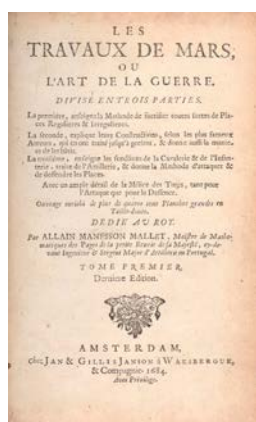 LES
TRAVAUX DE MARS,
OU
L'ART DE LA GUERRE.
DIVISE' EN TROIS PARTIES.
La premiere, enseigne la Methode de fortifier toutes sortes de Pla-
ces Regulieres & Irregulieres.
La seconde, explique leurs Constructions, selon les plus fameux
Auteurs, qui en ont traité jusqu'à present, & donne aussi la maniere
de les bâtir.
La troisiéme, enseigne les fonctions de la Cavalerie & de l'Infan-
terie, traite de l'Artillerie, & donne la Methode d'attaquer &
de deffendre les Places.
Avec un ample détail de la Milice des Turcs, tant pour
l'Attaque que pour la Deffence.
Ouvrage enrichi de plus de quatre cens Planches gravées en
Taille-douce.
DEDIE AU ROY.
Par ALLAIN MANESSON MALLET, Maistre de Mathe-
matiques des Pages de la petite Ecurie de sa Majesté, cy-de-
vant Ingenieur & Sergent Major d'Artillerie en Portugal.
TOME PREMIER,
Derniere Edition.
AMSTERDAM,
chez JAN & GILLIS JANSON à WAESBERGUE,
& Compagnie. 1684.
Avec Privilege.